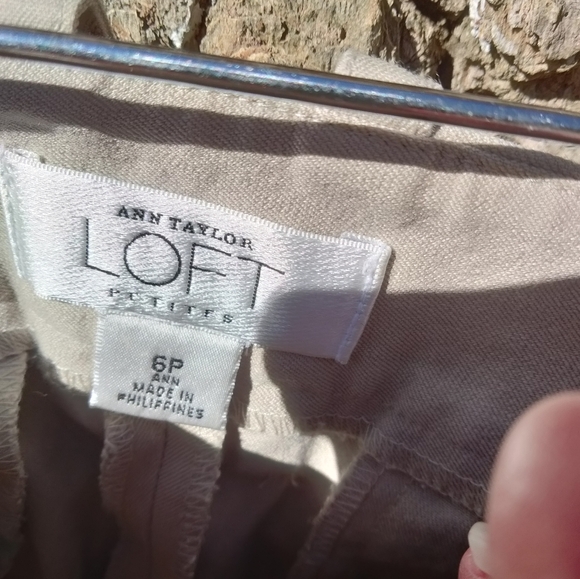 ANN TAYLOR
LOFT
PETITES
6P
ANN
MADE IN
PHILIPPINES